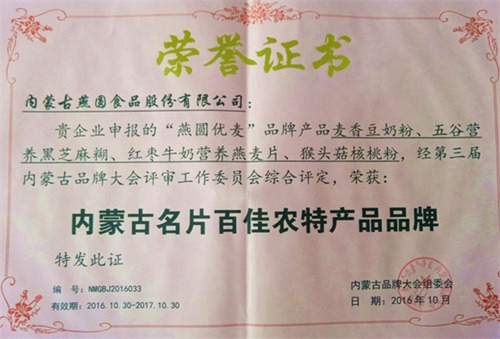 荣誉证书
内蒙古燕圆食品股份有限公司：
贵企业申报的“燕圆优麦”品牌产品麦香豆奶粉、五谷营
养黑芝麻糊、红枣牛奶营养燕麦片、猴头菇核桃粉，经第三届
内蒙古品牌大会评审工作委员会综合评定，荣获：
内蒙古名片百佳农特产品品牌
特发此证
编 号：NMGBJ2016033
有效期：2016.10.30-2017.10.30
内蒙古品牌大会组委会
日 期：2016年10月